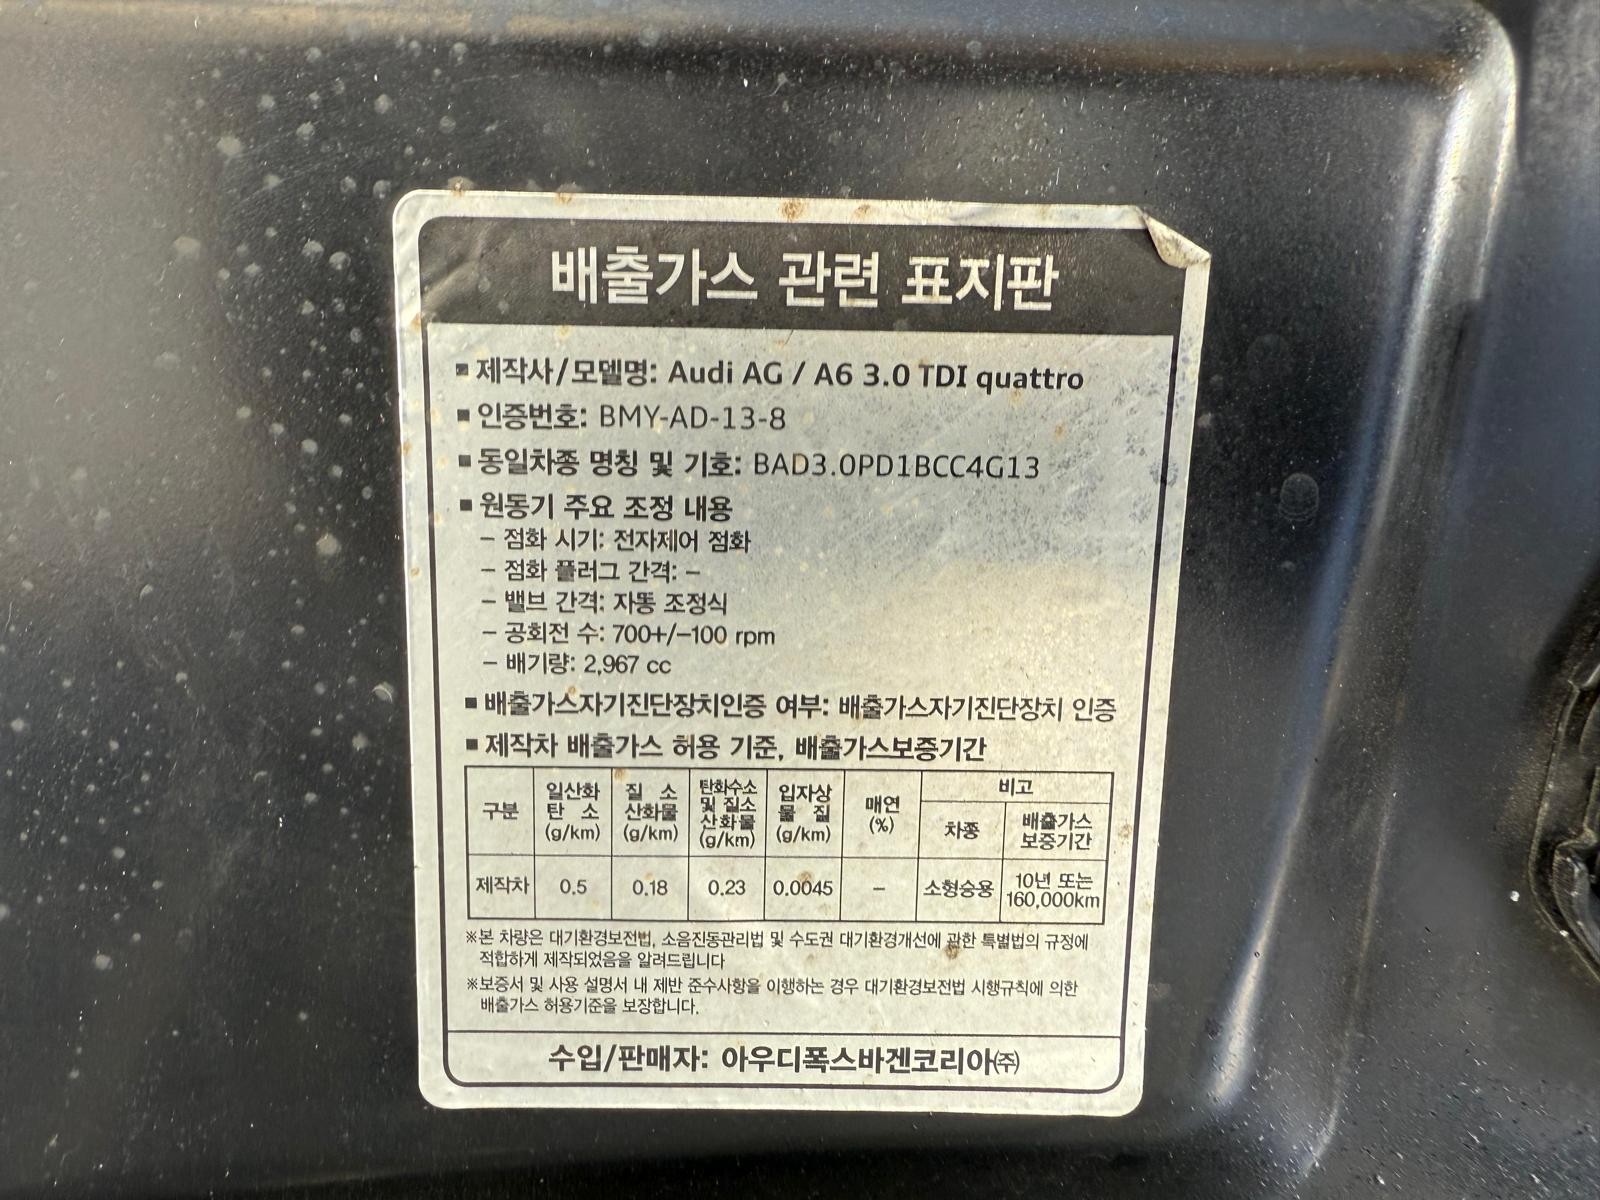 배출가스 관련 표지판
■ 제작사/모델명: Audi AG / A6 3.0 TDI quattro
■ 인증번호: BMY-AD-13-8
■ 동일차종 명칭 및 기호: BAD3.0PD1BCC4G13
■ 원동기 주요 조정 내용
– 점화 시기: 전자제어 점화
– 점화 플러그 간격: –
– 밸브 간격: 자동 조정식
– 공회전 수: 700+/–100 rpm
– 배기량: 2,967 cc
■ 배출가스자기진단장치인증 여부: 배출가스자기진단장치 인증
■ 제작차 배출가스 허용 기준, 배출가스보증기간
구분 일산화 탄 소 (g/km) 질 소 산화물 (g/km) 탄화수소 및 질소 산화물 (g/km) 입자상 물 질 (g/km) 매연 (%) 비고
차종 배출가스 보증기간
제작차 0.5 0.18 0.23 0.0045 – 소형승용 10년 또는 160,000km
※본 차량은 대기환경보전법, 소음진동관리법 및 수도권 대기환경개선에 관한 특별법의 규정에
적합하게 제작되었음을 알려드립니다
※보증서 및 사용 설명서 내 제반 준수사항을 이행하는 경우 대기환경보전법 시행규칙에 의한
배출가스 허용기준을 보장합니다.
수입/판매자: 아우디폭스바겐코리아㈜